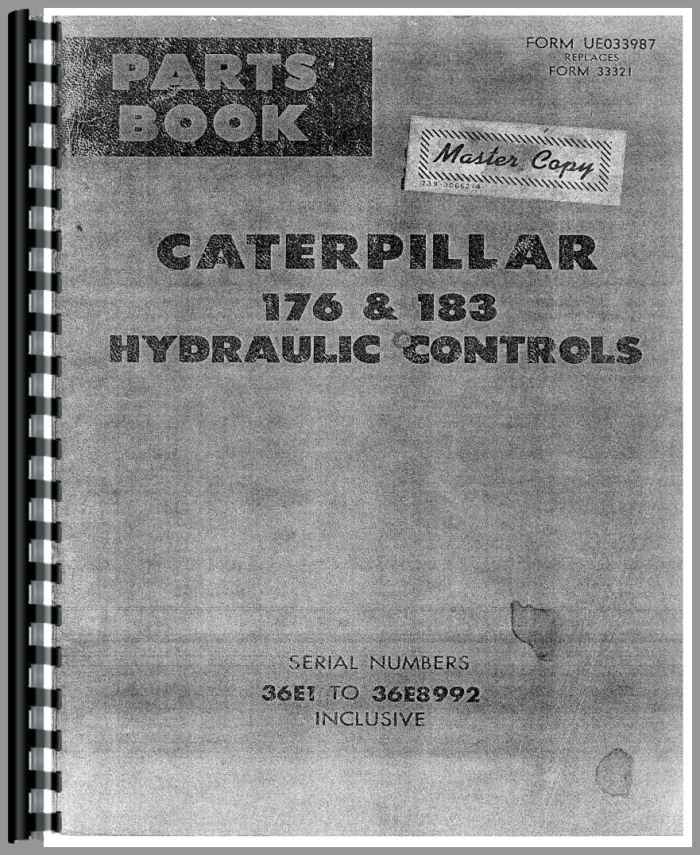 PARTS
BOOK
FORM UE033987
REPLACES
FORM 33321
Master Copy
CATERPILLAR
176 & 183
HYDRAULIC CONTROLS
SERIAL NUMBERS
36E1 TO 36E8992
INCLUSIVE